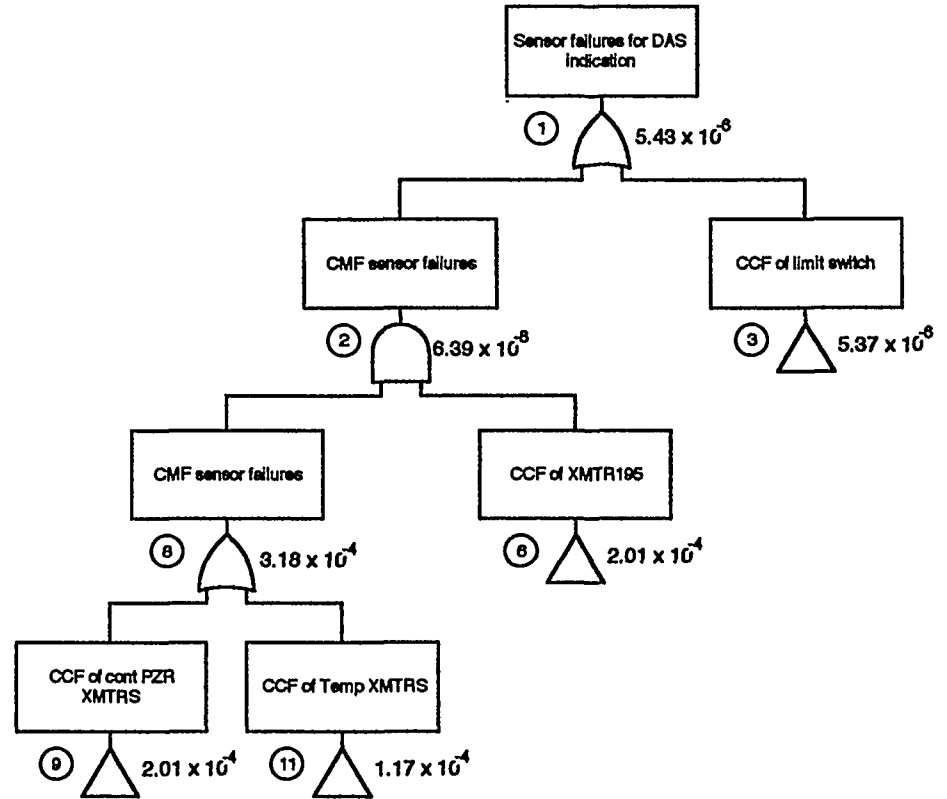 Sensor failures for DAS
indication
1
5.43 x 10^-6
CMF sensor failures
CCF of limit switch
2
6.39 x 10^-8
3
5.37 x 10^-6
CMF sensor failures
CCF of XMTR195
8
3.18 x 10^-4
6
2.01 x 10^-4
CCF of cont PZR
XMTRS
CCF of Temp XMTRS
9
2.01 x 10^-4
11
1.17 x 10^-4